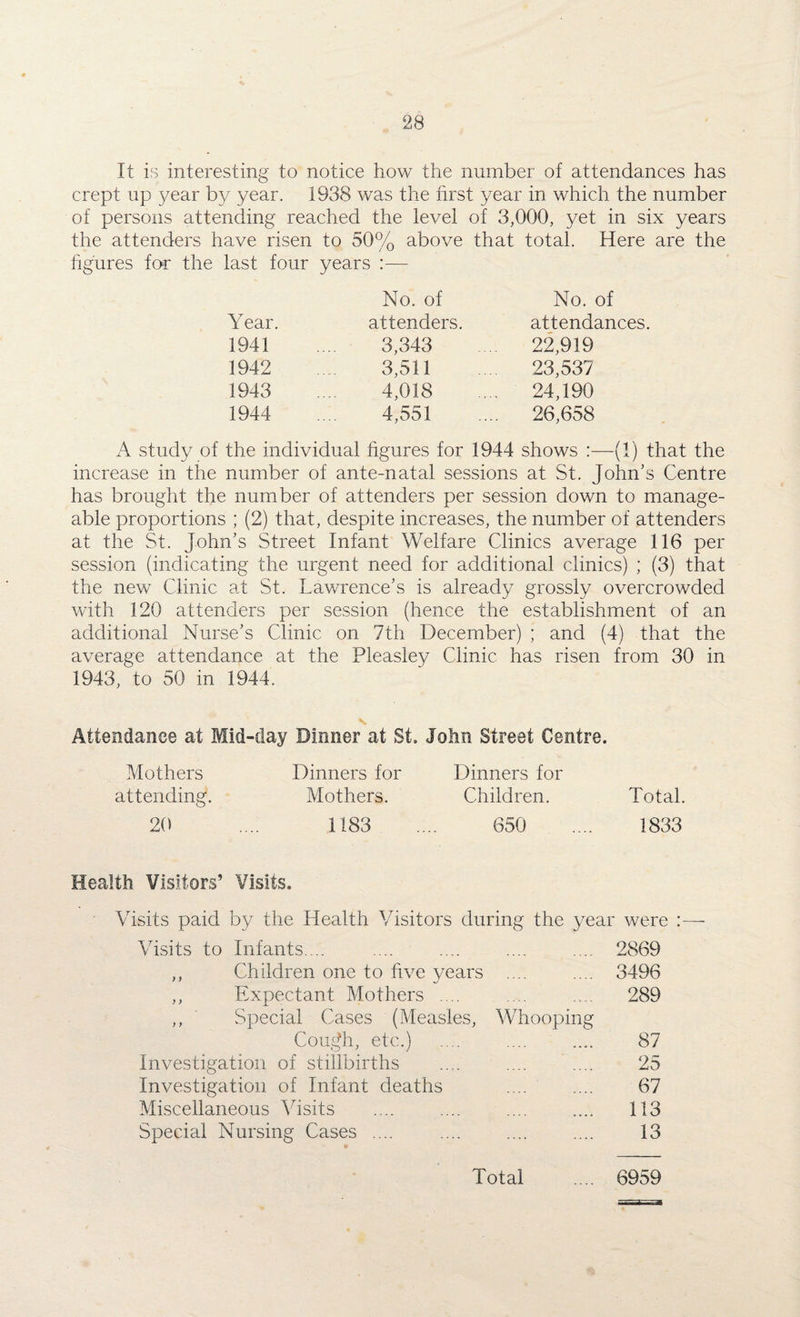 28
It is interesting to notice how the number of attendances has
crept up year by year. 1938 was the first year in which the number
of persons attending reached the level of 3,000, yet in six years
the attenders have risen to 50% above that total. Here are the
figures for the last four years :—
No. of No. of
Year. attenders. attendances.
1941 .... 3,343 .... 22,919
1942 .... 3,511 .... 23,537
1943 .... 4,018 .... 24,190
1944 .... 4,551 .... 26,658
A study of the individual figures for 1944 shows :—(1) that the
increase in the number of ante-natal sessions at St. John's Centre
has brought the number of attenders per session down to manage-
able proportions ; (2) that, despite increases, the number of attenders
at the St. John's Street Infant Welfare Clinics average 116 per
session (indicating the urgent need for additional clinics) ; (3) that
the new Clinic at St. Lawrence's is already grossly overcrowded
with 120 attenders per session (hence the establishment of an
additional Nurse's Clinic on 7th December) ; and (4) that the
average attendance at the Pleasley Clinic has risen from 30 in
1943, to 50 in 1944.
Attendance at Mid-day Dinner at St. John Street Centre.
Mothers Dinners for Dinners for
attending. Mothers. Children. Total.
20 .... 1183 .... 650 .... 1833
Health Visitors' Visits.
Visits paid by the Health Visitors during the year were :—
Visits to Infants.... .... .... .... .... 2869
,, Children one to five years .... .... 3496
,, Expectant Mothers .... .... .... 289
,, Special Cases (Measles, Whooping
Cough, etc.) .... .... .... 87
Investigation of stillbirths .... .... .... 25
Investigation of Infant deaths .... .... 67
Miscellaneous Visits .... .... .... .... 113
Special Nursing Cases .... .... .... .... 13
Total .... 6959